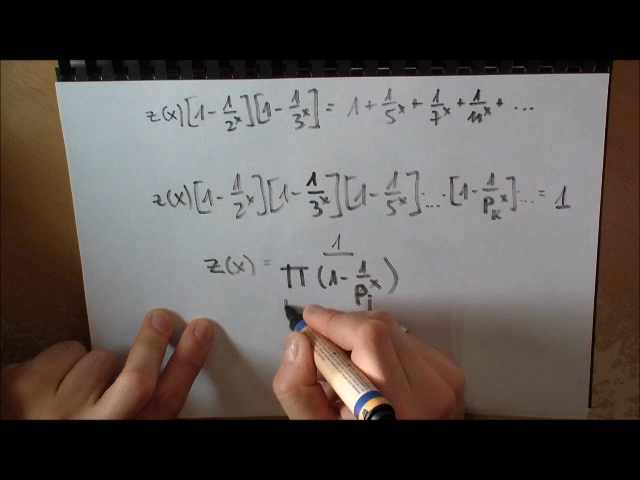 z(x)[1-1/2^x][1-1/3^x] = 1+1/5^x+1/7^x+1/11^x+...
z(x)[1-1/2^x][1-1/3^x][1-1/5^x]....[1-1/P_K^x]... = 1
z(x) = 1/Π(1-1/P_i^x)